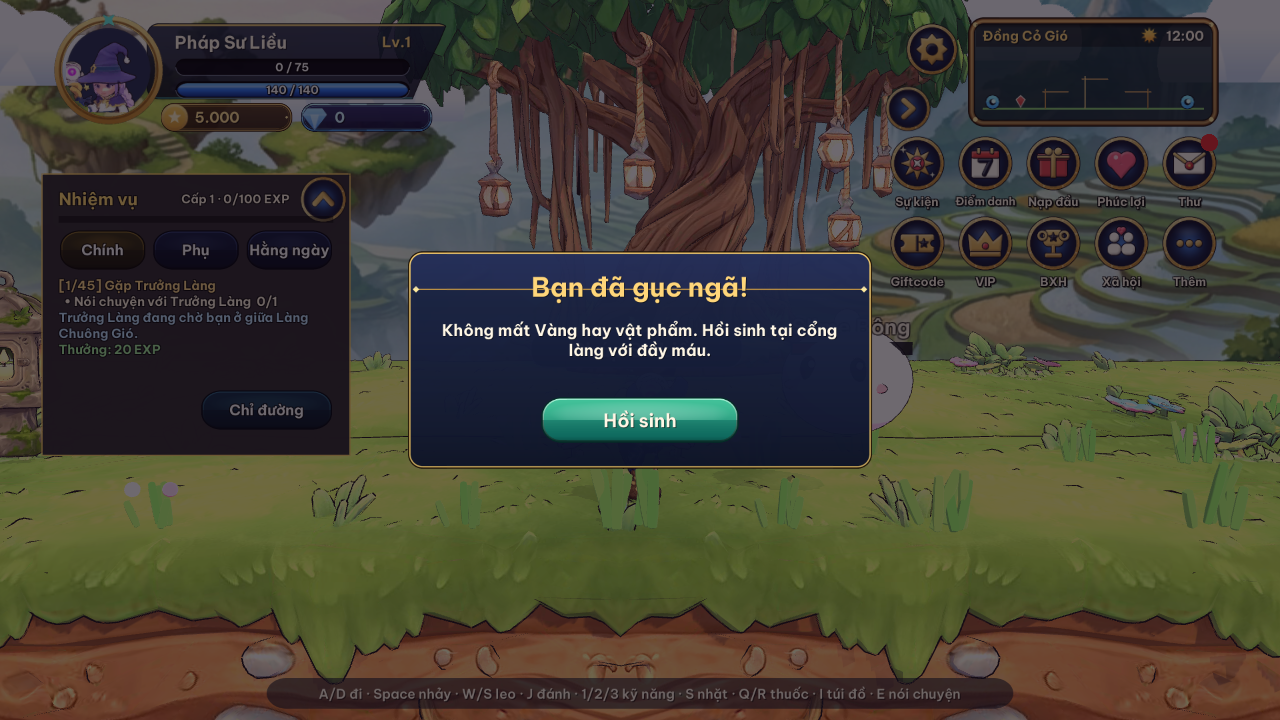 Pháp Sư Liều
Lv.1
0 / 75
140 / 140
5.000
0
Đồng Cỏ Gió
12:00
Sự kiện
Điểm danh
Nạp đầu
Phúc lợi
Thư
Giftcode
VIP
BXH
Xã hội
Thêm
Nhiệm vụ
Cấp 1 · 0/100 EXP
Chính
Phụ
Hằng ngày
[1/45] Gặp Trưởng Làng
• Nói chuyện với Trưởng Làng 0/1
Trưởng Làng đang chờ bạn ở giữa Làng
Chuông Gió.
Thưởng: 20 EXP
Chỉ đường
Bạn đã gục ngã!
Không mất Vàng hay vật phẩm. Hồi sinh tại cổng
làng với đầy máu.
Hồi sinh
A/D đi · Space nhảy · W/S leo · J đánh · 1/2/3 kỹ năng · S nhặt · Q/R thuốc · I túi đồ · E nói chuyện